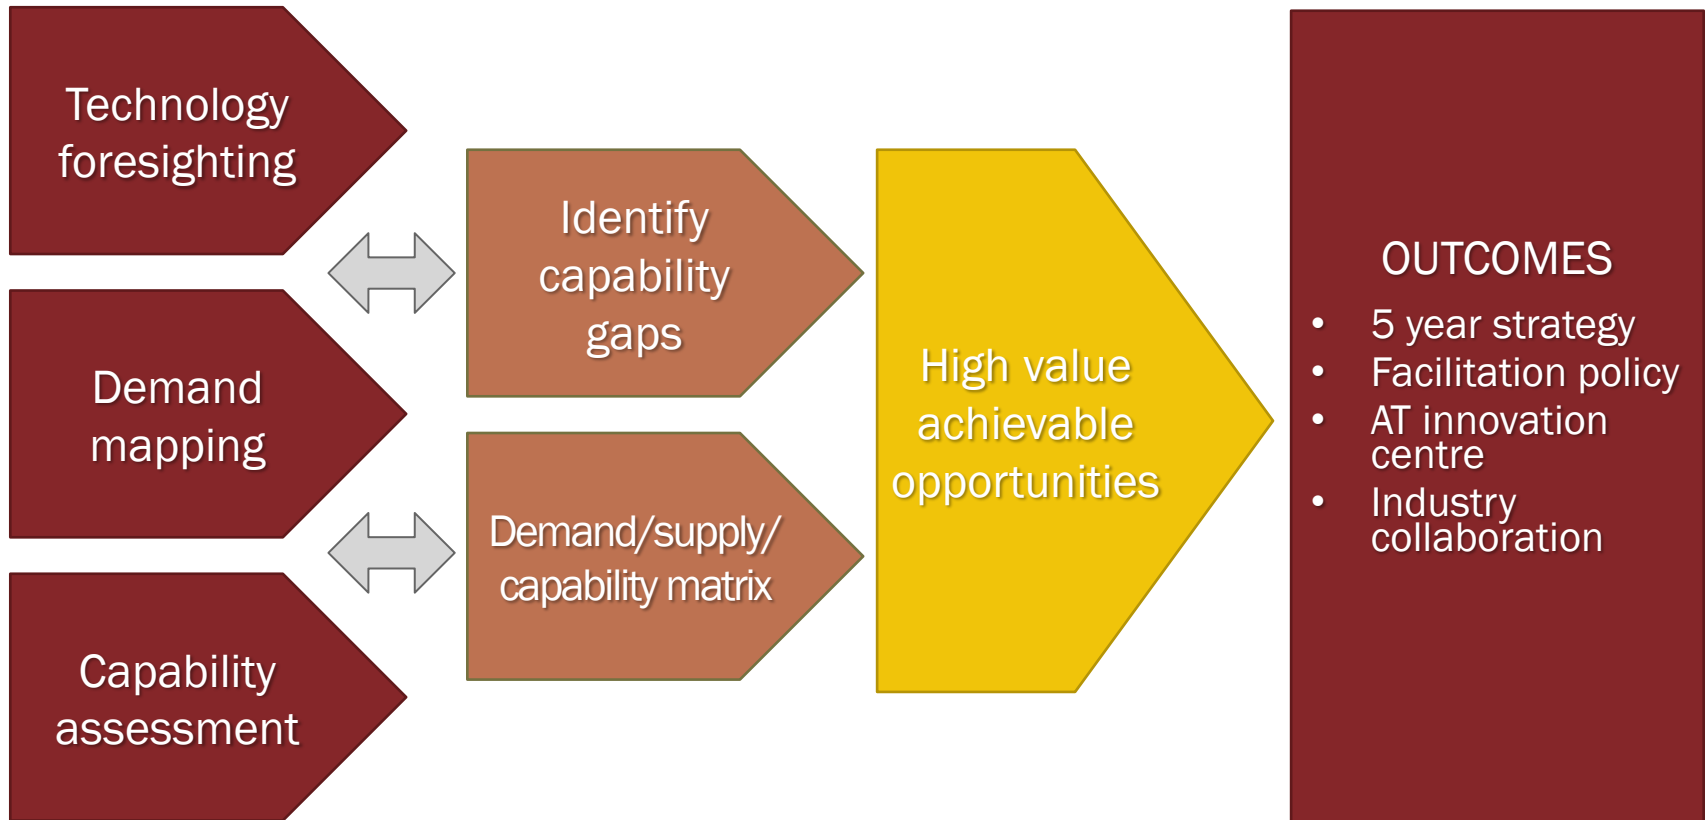 Technology
foresighting
Demand
mapping
Capability
assessment
Identify
capability
gaps
Demand/supply/
capability matrix
High value
achievable
opportunities
OUTCOMES
• 5 year strategy
• Facilitation policy
• AT innovation
centre
• Industry
collaboration